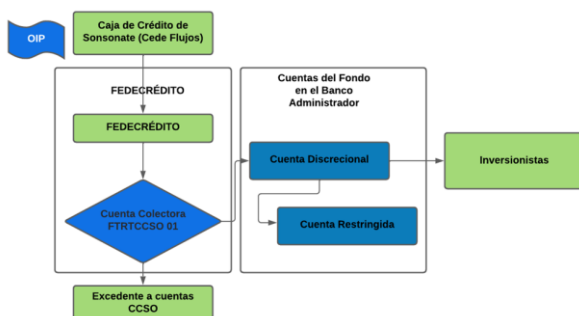 OIP
Caja de Crédito de
Sonsonate (Cede Flujos)
FEDECRÉDITO
FEDECRÉDITO
Cuenta Colectora
FTRTCCSO 01
Excedente a cuentas
CCSO
Cuentas del Fondo
en el Banco
Administrador
Cuenta Discrecional
Cuenta Restringida
Inversionistas